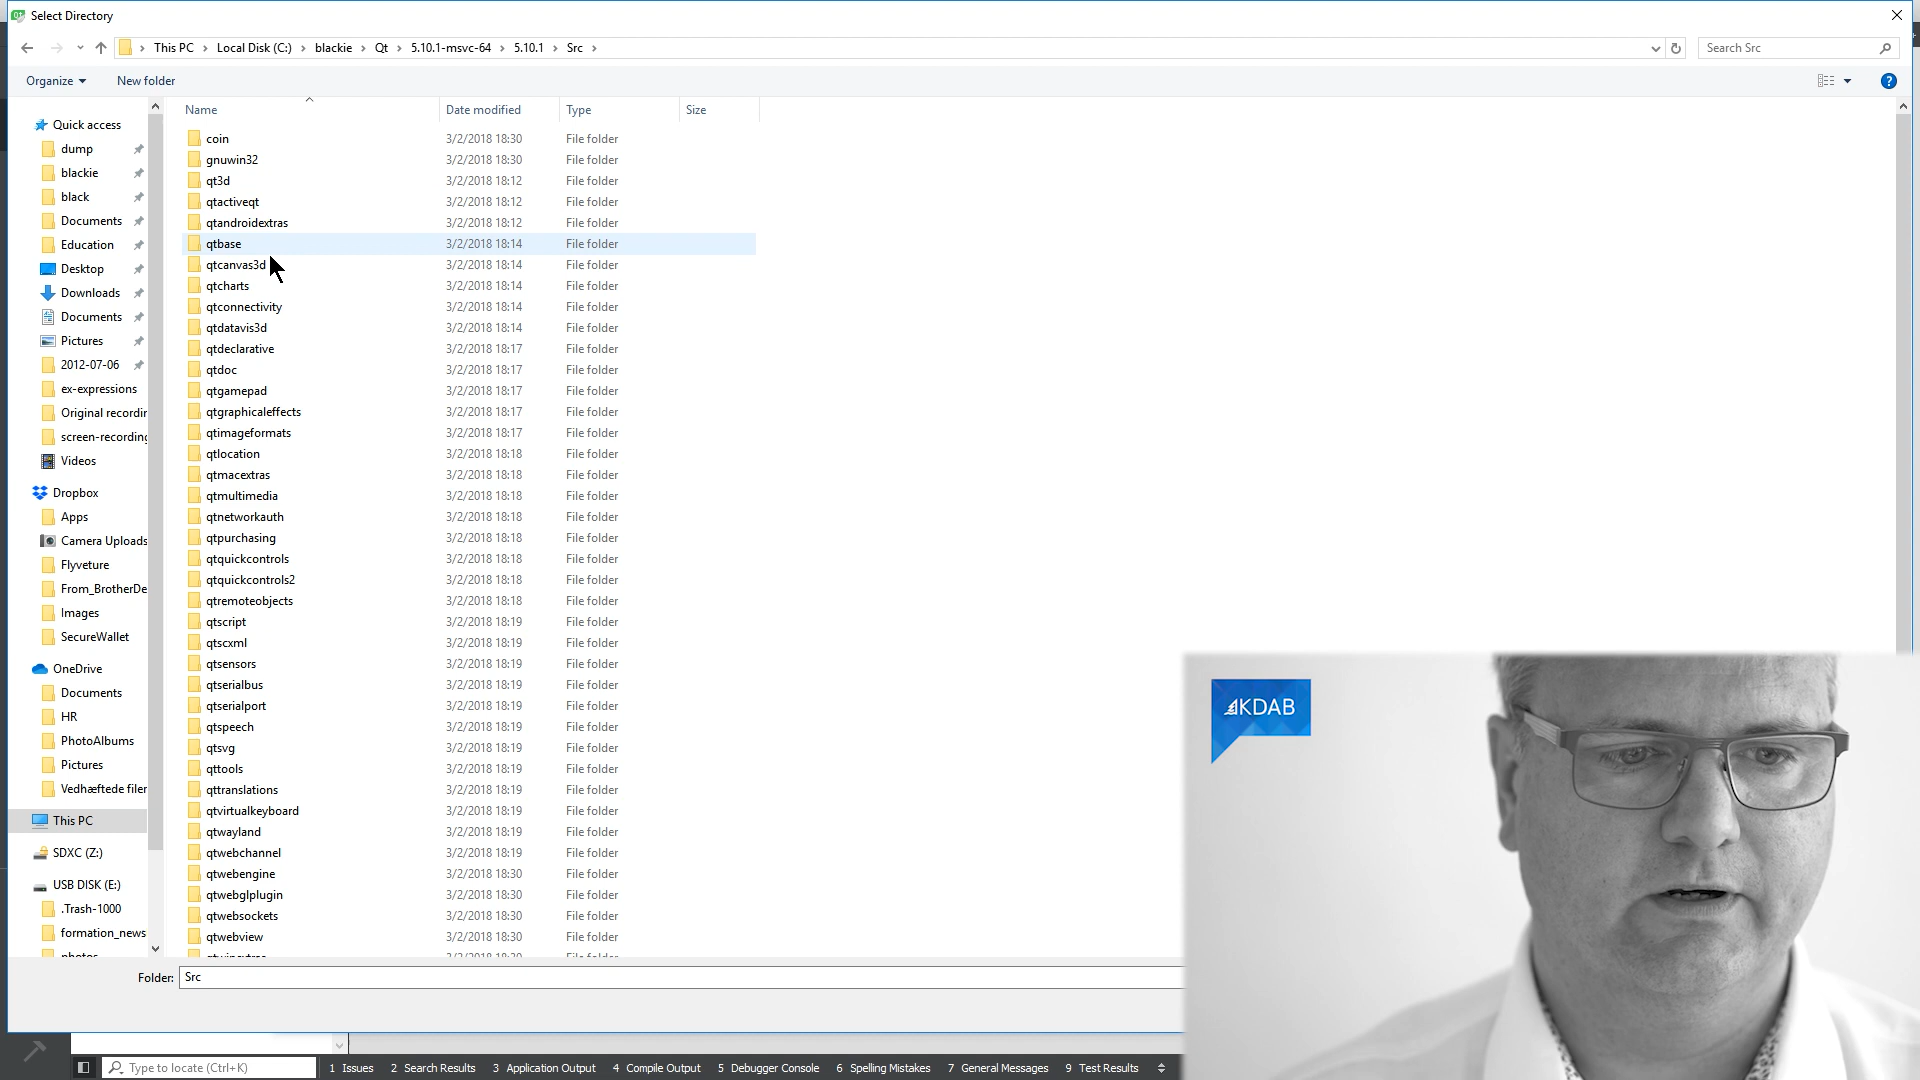 Select Directory
This PC > Local Disk (C:) > blackie > Qt > 5.10.1-msvc-64 > 5.10.1 > Src >
Search Src
Organize
New folder
Name
Date modified
Type
Size
Quick access
dump
blackie
black
Documents
Education
Desktop
Downloads
Documents
Pictures
2012-07-06
ex-expressions
Original recordin
screen-recording
Videos
Dropbox
Apps
Camera Uploads
Flyveture
From_BrotherDe
Images
SecureWallet
OneDrive
Documents
HR
PhotoAlbums
Pictures
Vedhæftede filer
This PC
SDXC (Z:)
USB DISK (E:)
.Trash-1000
formation_news
photos
coin 3/2/2018 18:30 File folder
gnuwin32 3/2/2018 18:30 File folder
qt3d 3/2/2018 18:12 File folder
qtactiveqt 3/2/2018 18:12 File folder
qtandroidextras 3/2/2018 18:12 File folder
qtbase 3/2/2018 18:14 File folder
qtcanvas3d 3/2/2018 18:14 File folder
qtcharts 3/2/2018 18:14 File folder
qtconnectivity 3/2/2018 18:14 File folder
qtdatavis3d 3/2/2018 18:14 File folder
qtdeclarative 3/2/2018 18:17 File folder
qtdoc 3/2/2018 18:17 File folder
qtgamepad 3/2/2018 18:17 File folder
qtgraphicaleffects 3/2/2018 18:17 File folder
qtimageformats 3/2/2018 18:17 File folder
qtlocation 3/2/2018 18:18 File folder
qtmacextras 3/2/2018 18:18 File folder
qtmultimedia 3/2/2018 18:18 File folder
qtnetworkauth 3/2/2018 18:18 File folder
qtpurchasing 3/2/2018 18:18 File folder
qtquickcontrols 3/2/2018 18:18 File folder
qtquickcontrols2 3/2/2018 18:18 File folder
qtremoteobjects 3/2/2018 18:18 File folder
qtscript 3/2/2018 18:19 File folder
qtscxml 3/2/2018 18:19 File folder
qtsensors 3/2/2018 18:19 File folder
qtserialbus 3/2/2018 18:19 File folder
qtserialport 3/2/2018 18:19 File folder
qtspeech 3/2/2018 18:19 File folder
qtsvg 3/2/2018 18:19 File folder
qttools 3/2/2018 18:19 File folder
qttranslations 3/2/2018 18:19 File folder
qtvirtualkeyboard 3/2/2018 18:19 File folder
qtwayland 3/2/2018 18:19 File folder
qtwebchannel 3/2/2018 18:19 File folder
qtwebengine 3/2/2018 18:30 File folder
qtwebglplugin 3/2/2018 18:30 File folder
qtwebsockets 3/2/2018 18:30 File folder
qtwebview 3/2/2018 18:30 File folder
KDAB
Folder: Src
Type to locate (Ctrl+K)
1 Issues
2 Search Results
3 Application Output
4 Compile Output
5 Debugger Console
6 Spelling Mistakes
7 General Messages
9 Test Results